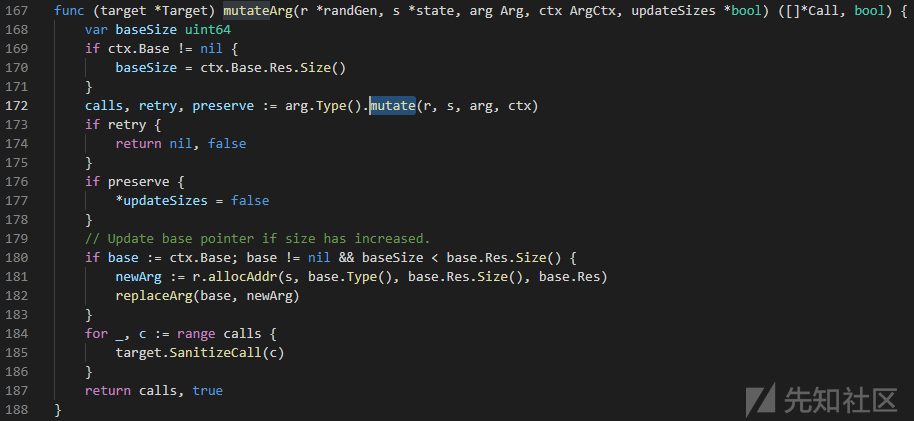 167 func (target *Target) mutateArg(r *randGen, s *state, arg Arg, ctx ArgCtx, updateSizes *bool) ([]*Call, bool) {
168     var baseSize uint64
169     if ctx.Base != nil {
170         baseSize = ctx.Base.Res.Size()
171     }
172     calls, retry, preserve := arg.Type().mutate(r, s, arg, ctx)
173     if retry {
174         return nil, false
175     }
176     if preserve {
177         *updateSizes = false
178     }
179     // Update base pointer if size has increased.
180     if base := ctx.Base; base != nil && baseSize < base.Res.Size() {
181         newArg := r.allocAddr(s, base.Type(), base.Res.Size(), base.Res)
182         replaceArg(base, newArg)
183     }
184     for _, c := range calls {
185         target.SanitizeCall(c)
186     }
187     return calls, true
188 }
先知社区